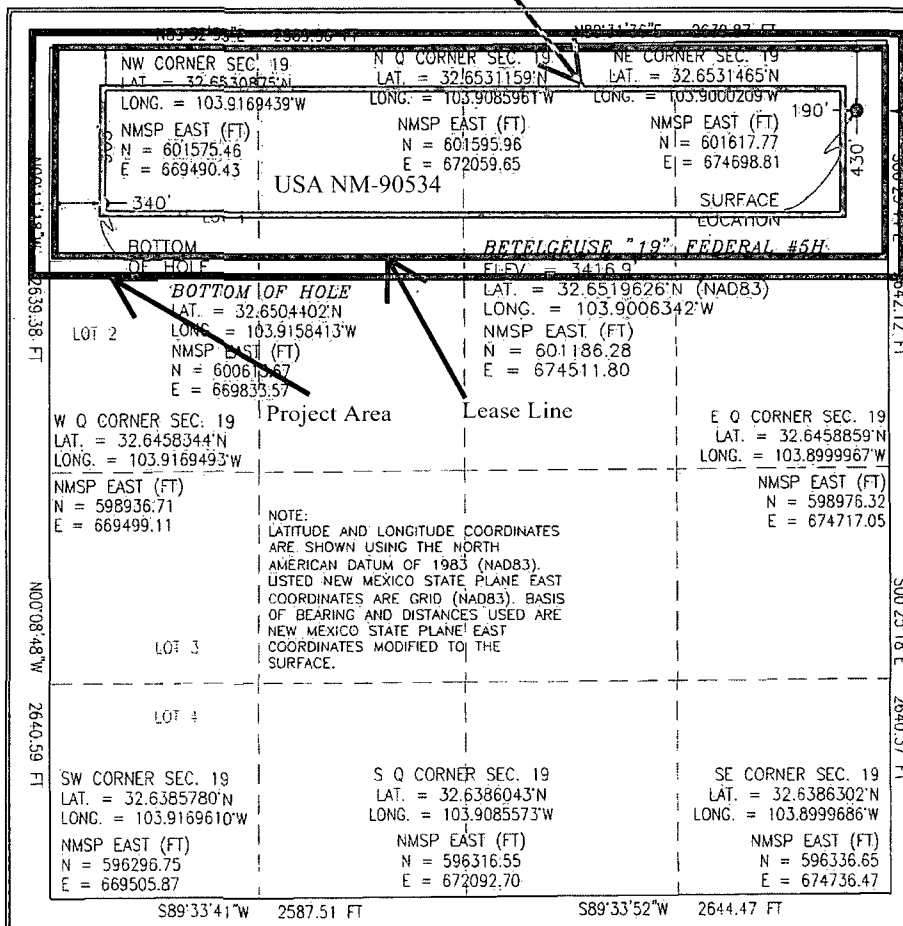 NW CORNER SEC. 19
LAT. = 32.6530875'N
LONG. = 103.9169439'W
NMSP EAST (FT)
N = 601575.46
E = 669490.43
N Q CORNER SEC. 19
LAT. = 32.6531159'N
LONG. = 103.9085961'W
NMSP EAST (FT)
N = 601595.96
E = 672059.65
NE CORNER SEC. 19
LAT. = 32.6531465'N
LONG. = 103.9000209'W
NMSP EAST (FT)
N = 601617.77
E = 674698.81
190'
430'
340'
USA NM-90534
SURFACE
LOCATION
LOT 1
BOTTOM
OF HOLE
BOTTOM OF HOLE
LAT. = 32.6504402'N
LONG. = 103.9158413'W
NMSP EAST (FT)
N = 600613.67
E = 669833.57
BETELGEUSE "19" FEDERAL #5H
ELEV. = 3416.9'
LAT. = 32.6519626'N (NAD83)
LONG. = 103.9006342'W
NMSP EAST (FT)
N = 601186.28
E = 674511.80
2639.38 FT
LOT 2
Project Area
Lease Line
W Q CORNER SEC. 19
LAT. = 32.6458344'N
LONG. = 103.9169493'W
NMSP EAST (FT)
N = 598936.71
E = 669499.11
E Q CORNER SEC. 19
LAT. = 32.6458859'N
LONG. = 103.8999967'W
NMSP EAST (FT)
N = 598976.32
E = 674717.05
NOTE:
LATITUDE AND LONGITUDE COORDINATES
ARE SHOWN USING THE NORTH
AMERICAN DATUM OF 1983 (NAD83).
LISTED NEW MEXICO STATE PLANE EAST
COORDINATES ARE GRID (NAD83). BASIS
OF BEARING AND DISTANCES USED ARE
NEW MEXICO STATE PLANE EAST
COORDINATES MODIFIED TO THE
SURFACE.
N00'08'48"W
2640.59 FT
LOT 3
LOT 4
SW CORNER SEC. 19
LAT. = 32.6385780'N
LONG. = 103.9169610'W
NMSP EAST (FT)
N = 596296.75
E = 669505.87
S Q CORNER SEC. 19
LAT. = 32.6386043'N
LONG. = 103.9085573'W
NMSP EAST (FT)
N = 596316.55
E = 672092.70
SE CORNER SEC. 19
LAT. = 32.6386302'N
LONG. = 103.8999686'W
NMSP EAST (FT)
N = 596336.65
E = 674736.47
S89'33'41"W 2587.51 FT
S89'33'52"W 2644.47 FT